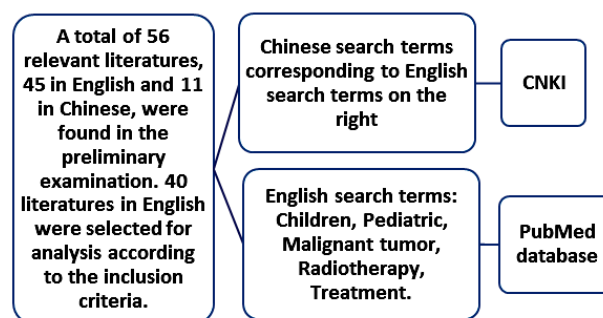 A total of 56
relevant literatures,
45 in English and 11
in Chinese, were
found in the
preliminary
examination. 40
literatures in English
were selected for
analysis according
to the inclusion
criteria.
Chinese search terms
corresponding to English
search terms on the
right
CNKI
English search terms:
Children, Pediatric,
Malignant tumor,
Radiotherapy,
Treatment.
PubMed
database